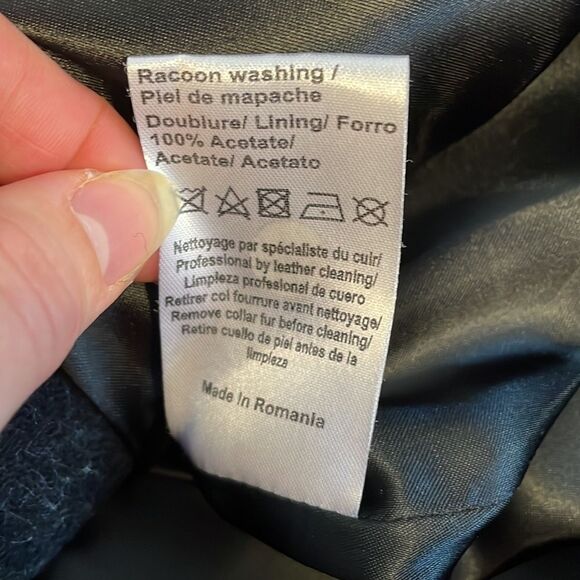 Racoon washing /
Piel de mapache
Doublure/ Lining/ Forro
100% Acetate/
Acetate/ Acetato
Nettoyage par spécialiste du cuir/
Professional by leather cleaning/
Limpieza profesional de cuero
Retirer col fourrure avant nettoyage/
Remove collar fur before cleaning/
Retire cuello de piel antes de la
limpieza
Made in Romania